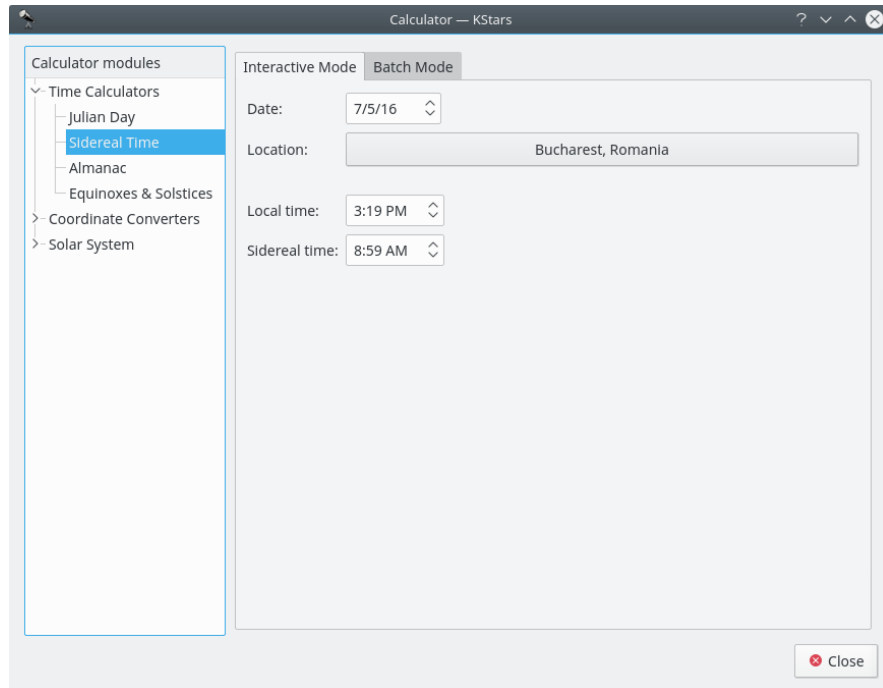 Calculator — KStars
?
Calculator modules
Time Calculators
Julian Day
Sidereal Time
Almanac
Equinoxes & Solstices
Coordinate Converters
Solar System
Interactive Mode
Batch Mode
Date: 7/5/16
Location: Bucharest, Romania
Local time: 3:19 PM
Sidereal time: 8:59 AM
Close